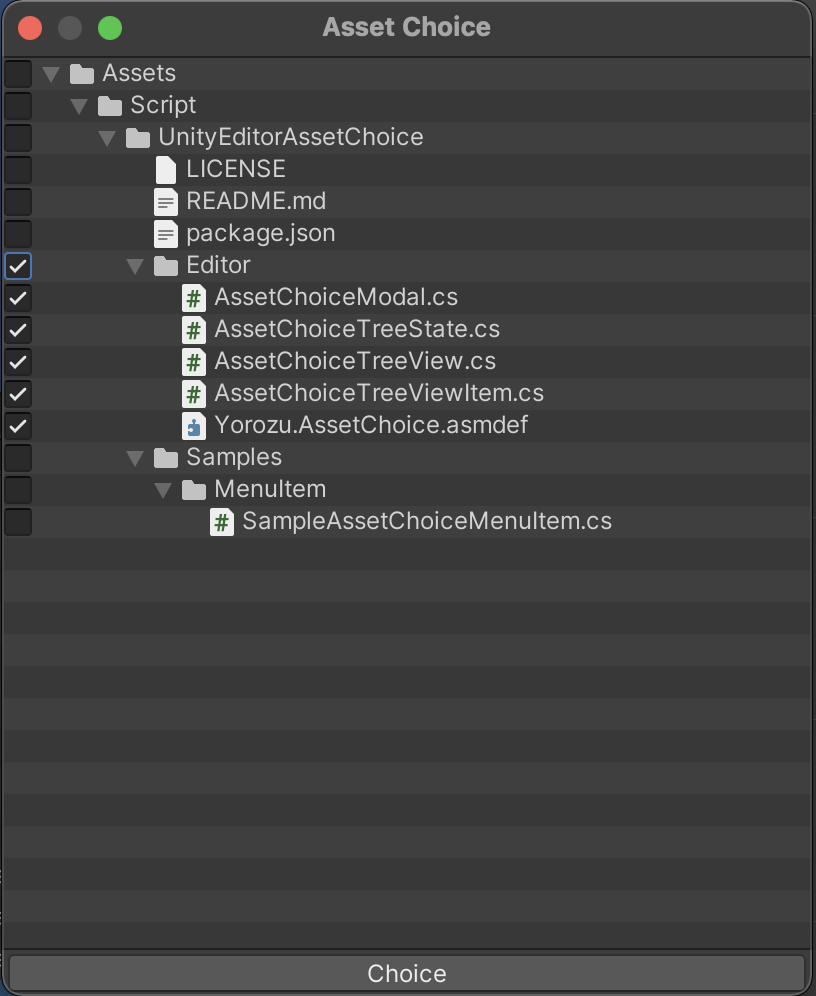 Asset Choice
Assets
Script
UnityEditorAssetChoice
LICENSE
README.md
package.json
Editor
AssetChoiceModal.cs
AssetChoiceTreeState.cs
AssetChoiceTreeView.cs
AssetChoiceTreeViewItem.cs
Yorozu.AssetChoice.asmdef
Samples
MenuItem
SampleAssetChoiceMenuItem.cs
Choice